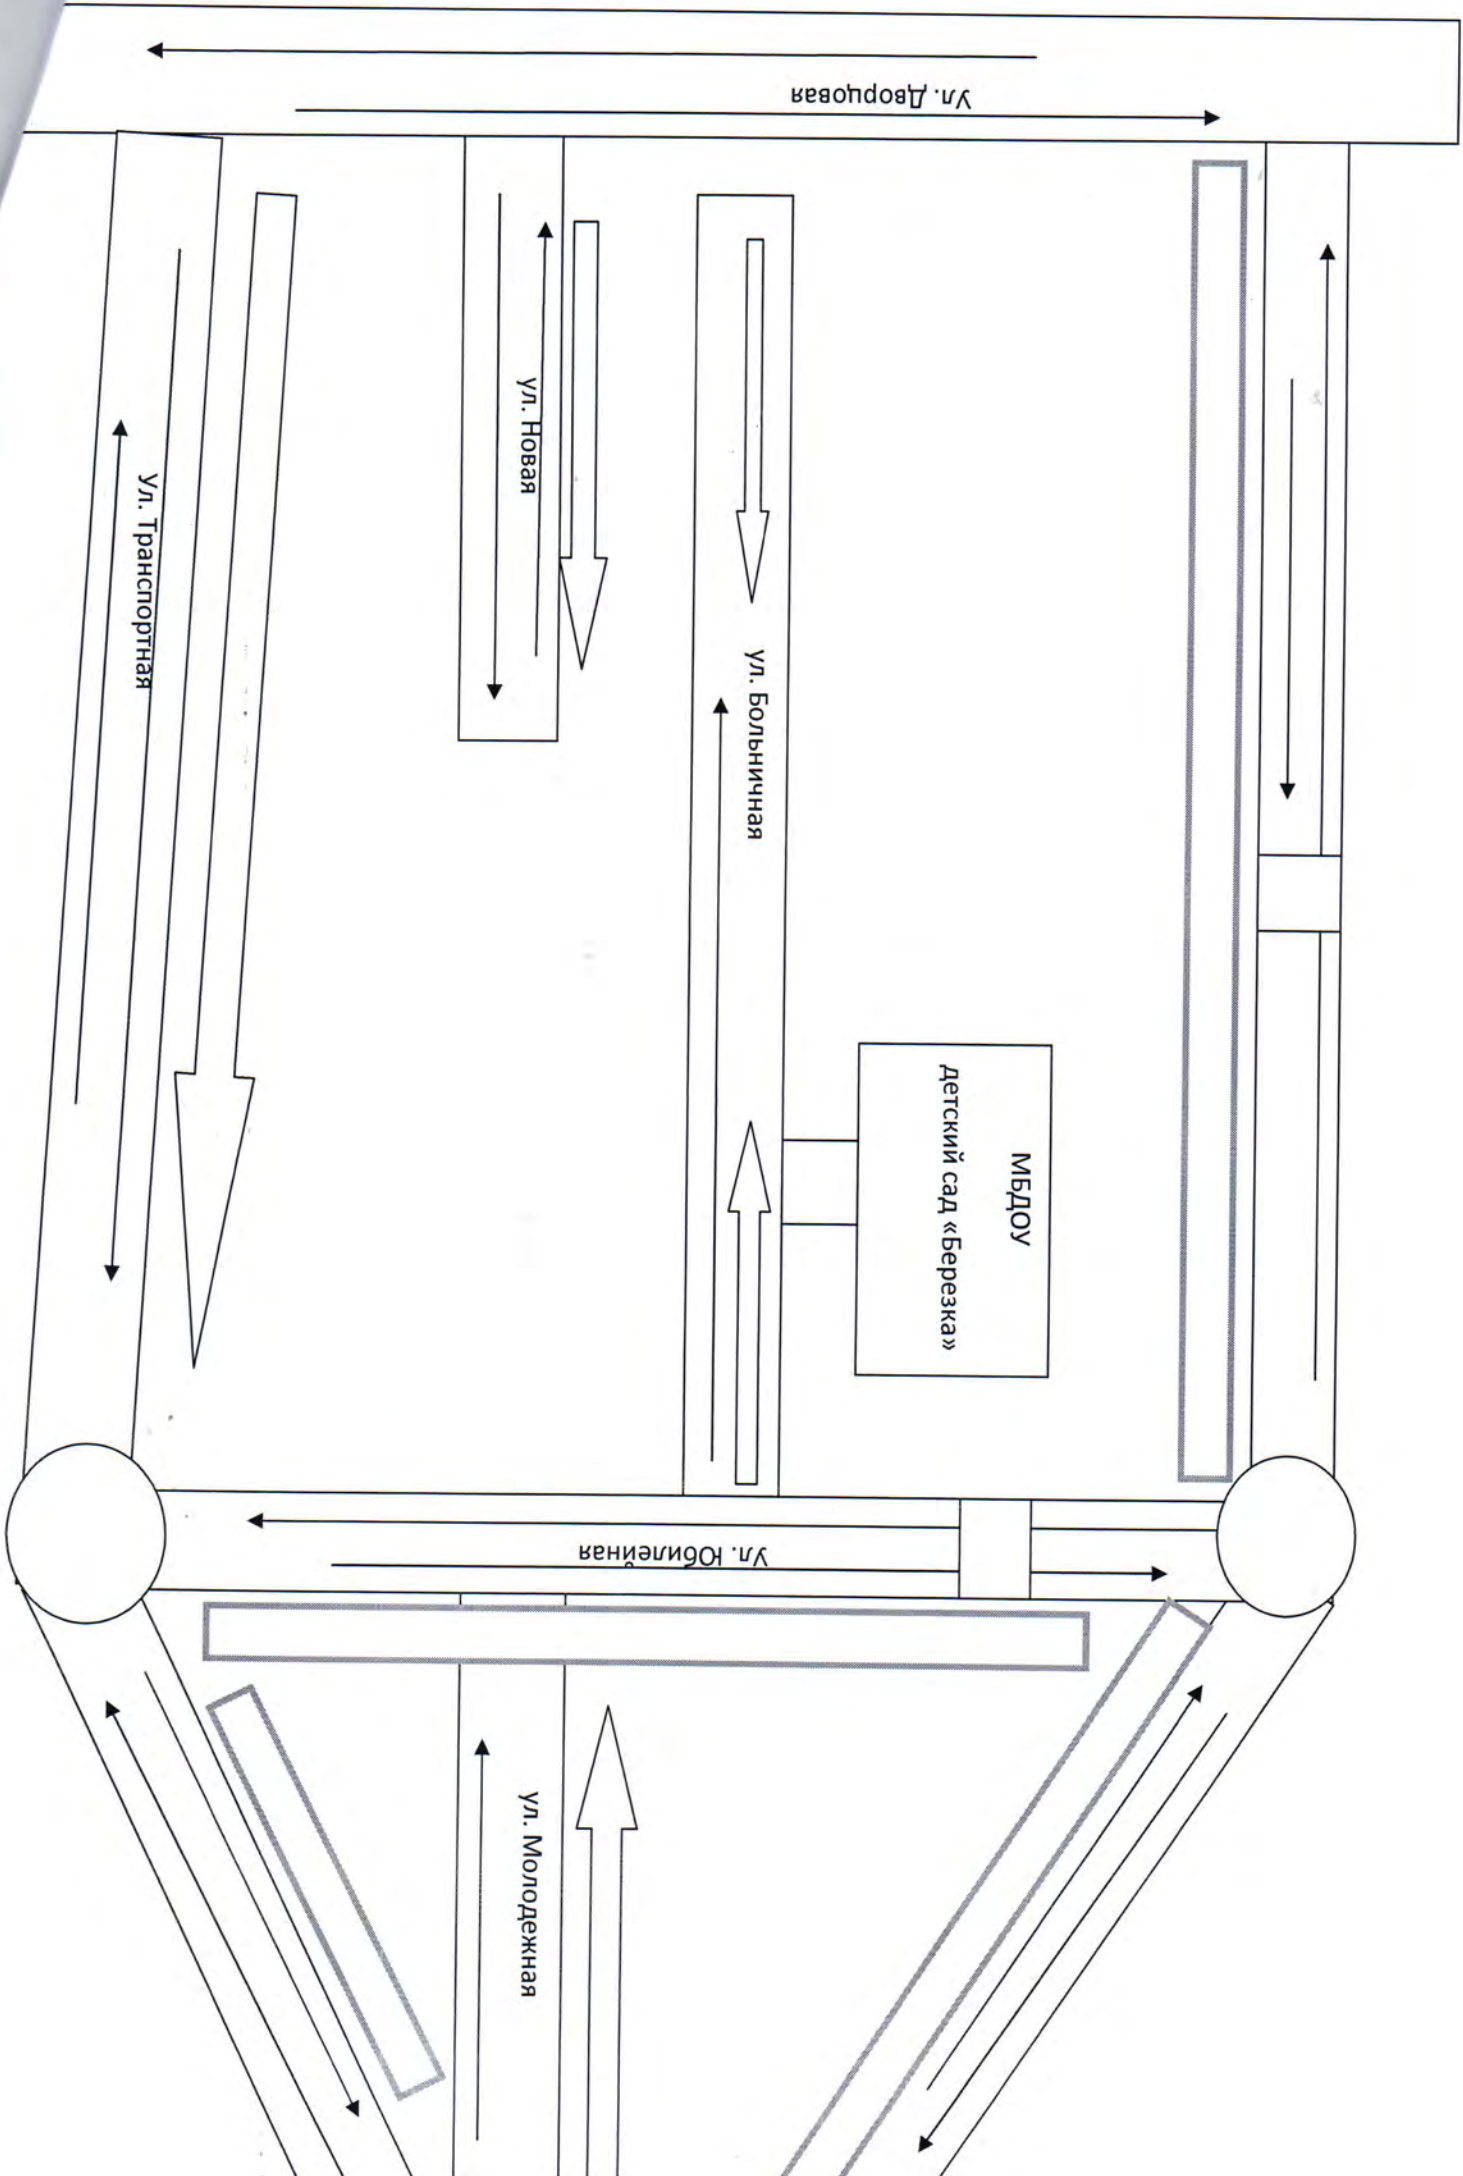 Ул. Дворцовая
ул. Новая
Ул. Транспортная
ул. Больничная
МБДОУ
детский сад «Березка»
Ул. Юбилейная
ул. Молодежная